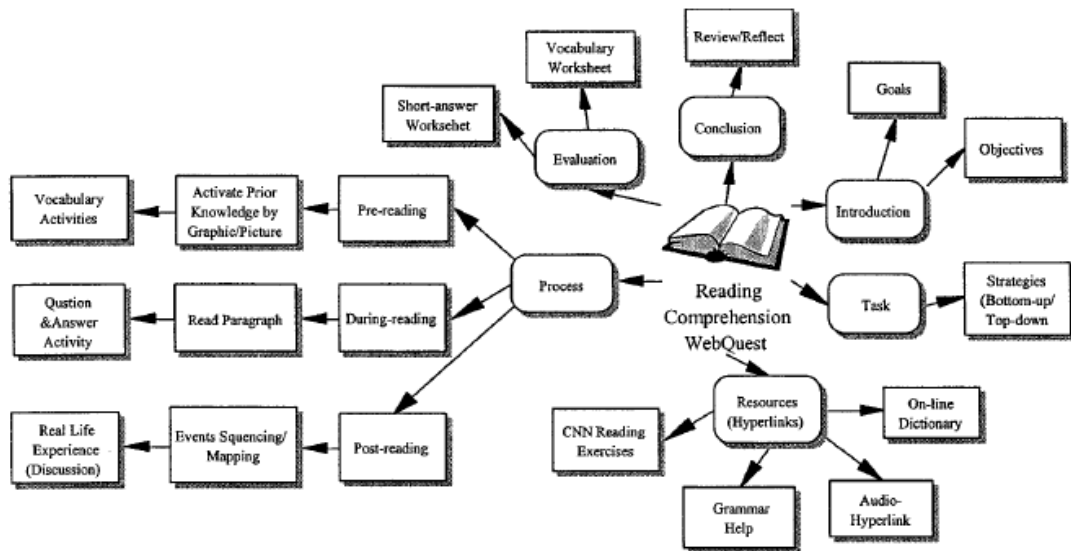 Review/Reflect
Vocabulary
Worksheet
Goals
Short-answer
Worksehet
Conclusion
Objectives
Evaluation
Vocabulary
Activities
Activate Prior
Knowledge by
Graphic/Picture
Pre-reading
Introduction
Process
Reading
Comprehension
WebQuest
Task
Strategies
(Bottom-up/
Top-down
Qustion
&Answer
Activity
Read Paragraph
During-reading
Resources
(Hyperlinks)
On-line
Dictionary
CNN Reading
Exercises
Real Life
Experience
(Discussion)
Events Squencing/
Mapping
Post-reading
Grammar
Help
Audio-
Hyperlink